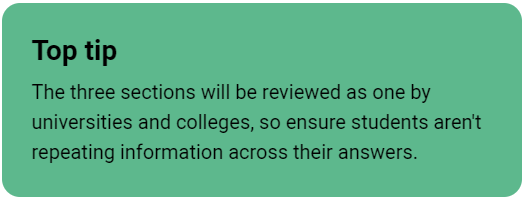 Top tip
The three sections will be reviewed as one by
universities and colleges, so ensure students aren't
repeating information across their answers.